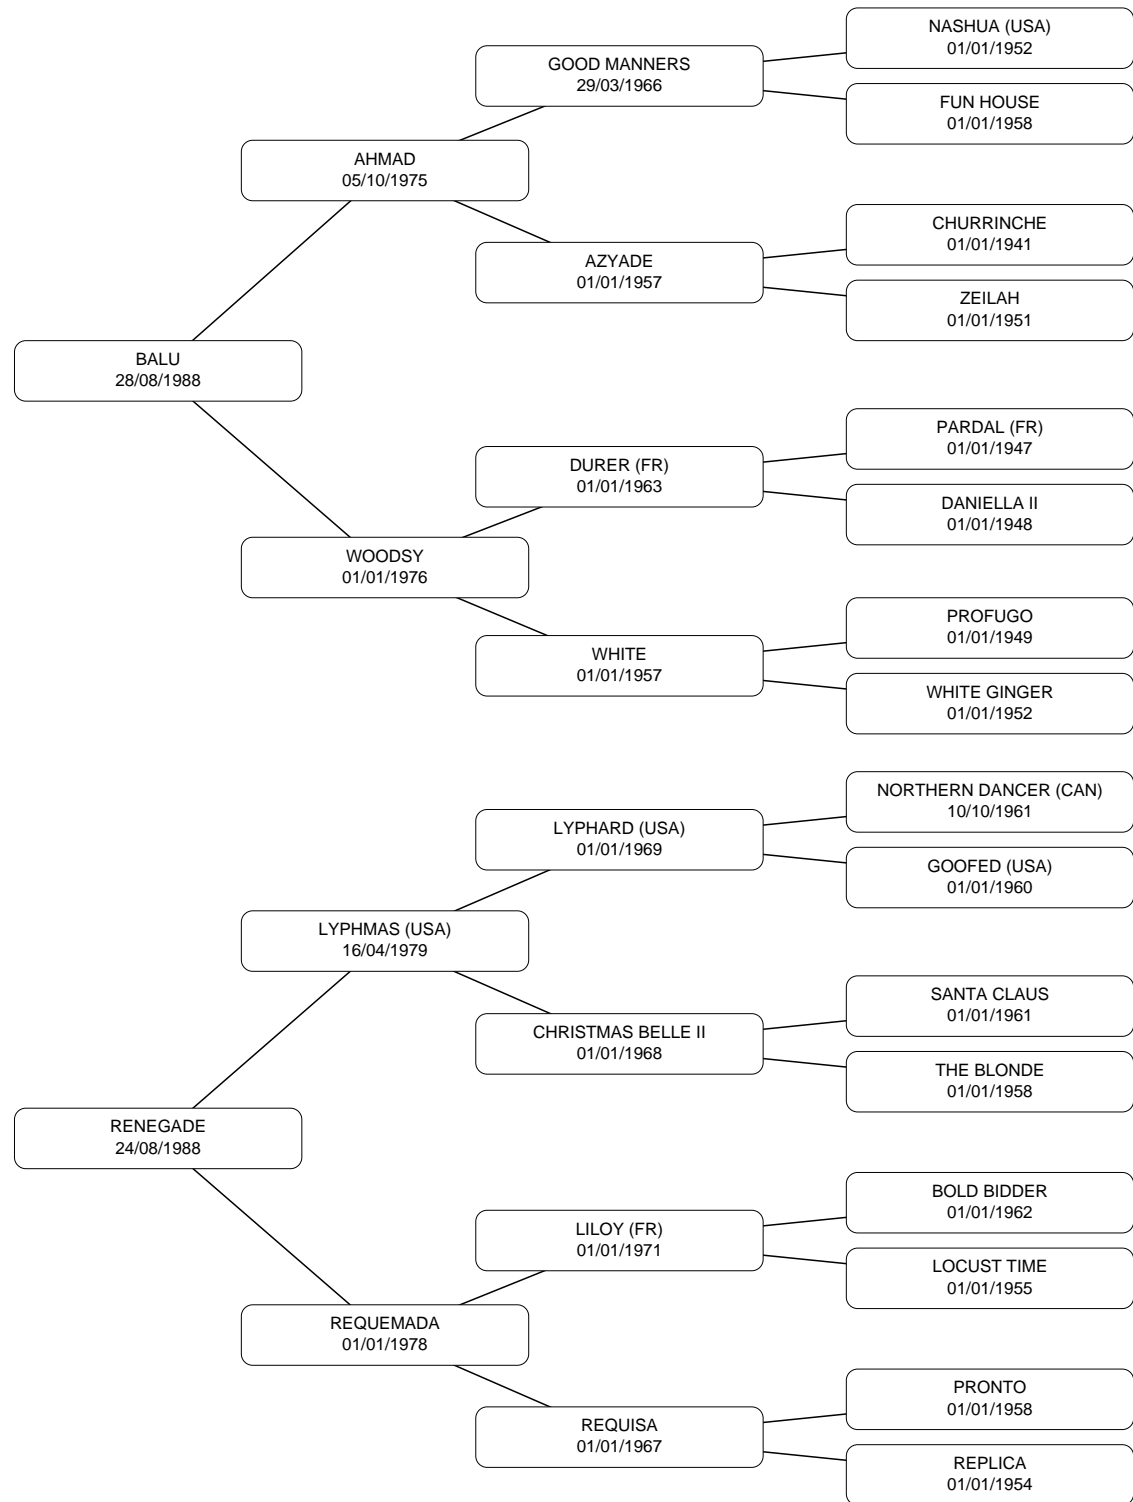 NASHUA (USA)
01/01/1952
GOOD MANNERS
29/03/1966
FUN HOUSE
01/01/1958
AHMAD
05/10/1975
CHURRINCHE
01/01/1941
AZYADE
01/01/1957
ZEILAH
01/01/1951
BALU
28/08/1988
PARDAL (FR)
01/01/1947
DURER (FR)
01/01/1963
DANIELLA II
01/01/1948
WOODSY
01/01/1976
PROFUGO
01/01/1949
WHITE
01/01/1957
WHITE GINGER
01/01/1952
NORTHERN DANCER (CAN)
10/10/1961
LYPHARD (USA)
01/01/1969
GOOFED (USA)
01/01/1960
LYPHMAS (USA)
16/04/1979
SANTA CLAUS
01/01/1961
CHRISTMAS BELLE II
01/01/1968
THE BLONDE
01/01/1958
RENEGADE
24/08/1988
BOLD BIDDER
01/01/1962
LILOY (FR)
01/01/1971
LOCUST TIME
01/01/1955
REQUEMADA
01/01/1978
PRONTO
01/01/1958
REQUISA
01/01/1967
REPLICA
01/01/1954